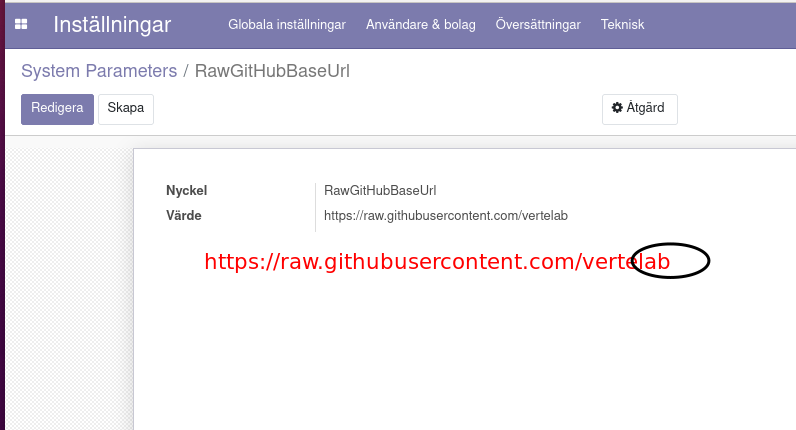 Inställningar Globala inställningar Användare & bolag Översättningar Teknisk
System Parameters / RawGitHubBaseUrl
Redigera Skapa Åtgärd
Nyckel RawGitHubBaseUrl
Värde https://raw.githubusercontent.com/vertelab
https://raw.githubusercontent.com/vertelab